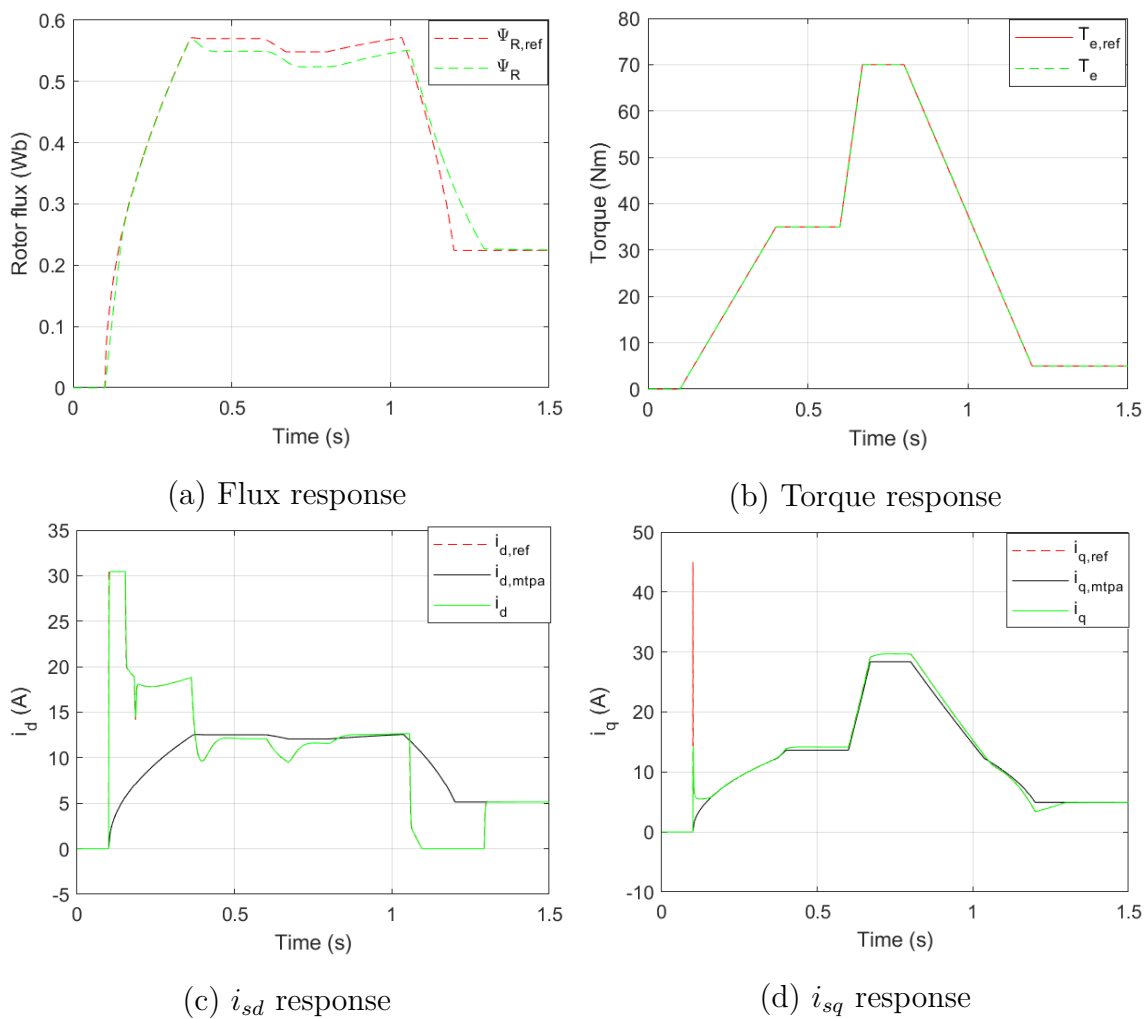 0.6
0.5
0.4
0.3
0.2
0.1
0
Rotor flux (Wb)
Ψ_R,ref
Ψ_R
0 0.5 1 1.5
Time (s)
(a) Flux response
80
70
60
50
40
30
20
10
0
Torque (Nm)
T_e,ref
T_e
0 0.5 1 1.5
Time (s)
(b) Torque response
35
30
25
20
15
10
5
0
-5
i_d (A)
i_d,ref
i_d,mtpa
i_d
0 0.5 1 1.5
Time (s)
(c) i_sd response
50
40
30
20
10
0
-10
i_q (A)
i_q,ref
i_q,mtpa
i_q
0 0.5 1 1.5
Time (s)
(d) i_sq response